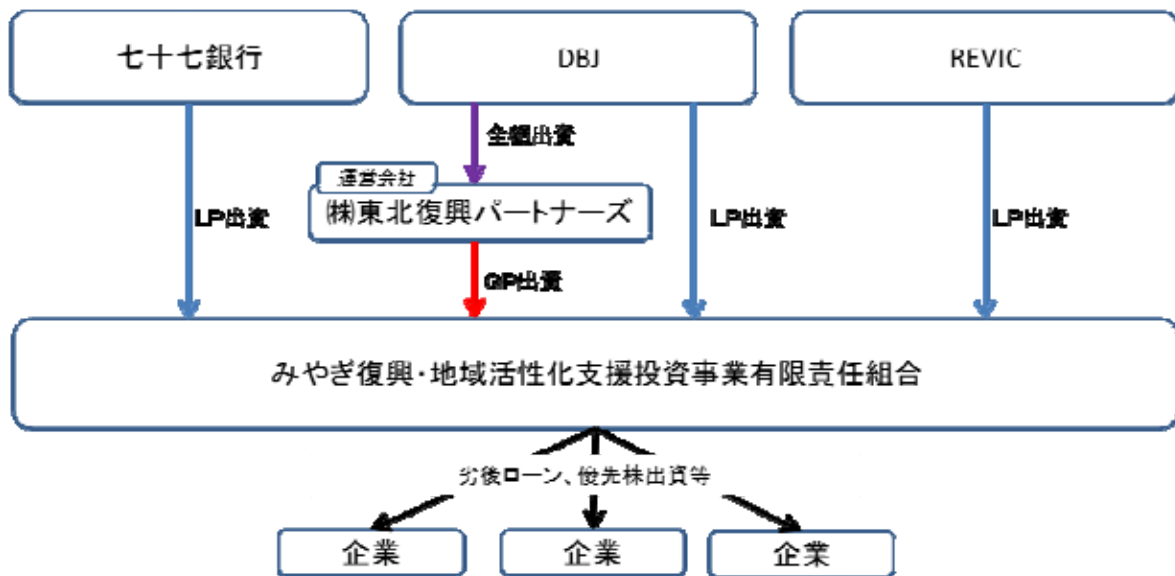 七十七銀行
DBJ
REVIC
全額出資
運営会社
㈱東北復興パートナーズ
LP出資
LP出資
LP出資
GP出資
みやぎ復興・地域活性化支援投資事業有限責任組合
劣後ローン、優先株出資等
企業
企業
企業